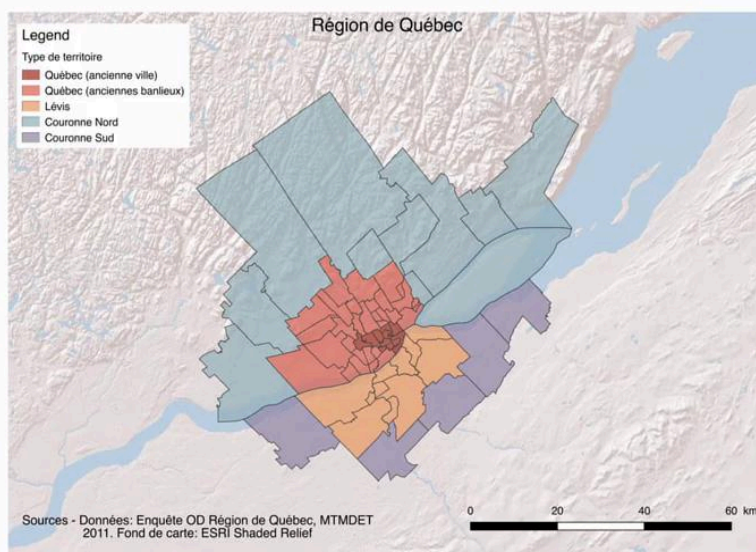 Région de Québec
Legend
Type de territoire
Québec (ancienne ville)
Québec (anciennes banlieux)
Lévis
Couronne Nord
Couronne Sud
Sources - Données: Enquête OD Région de Québec, MTMDET
2011. Fond de carte: ESRI Shaded Relief
0 20 40 60 km